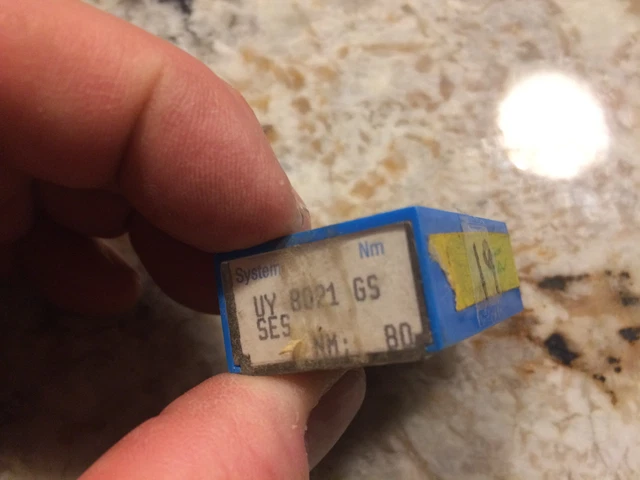 System Nm
UY 8021 GS
SES
NM: 80
19